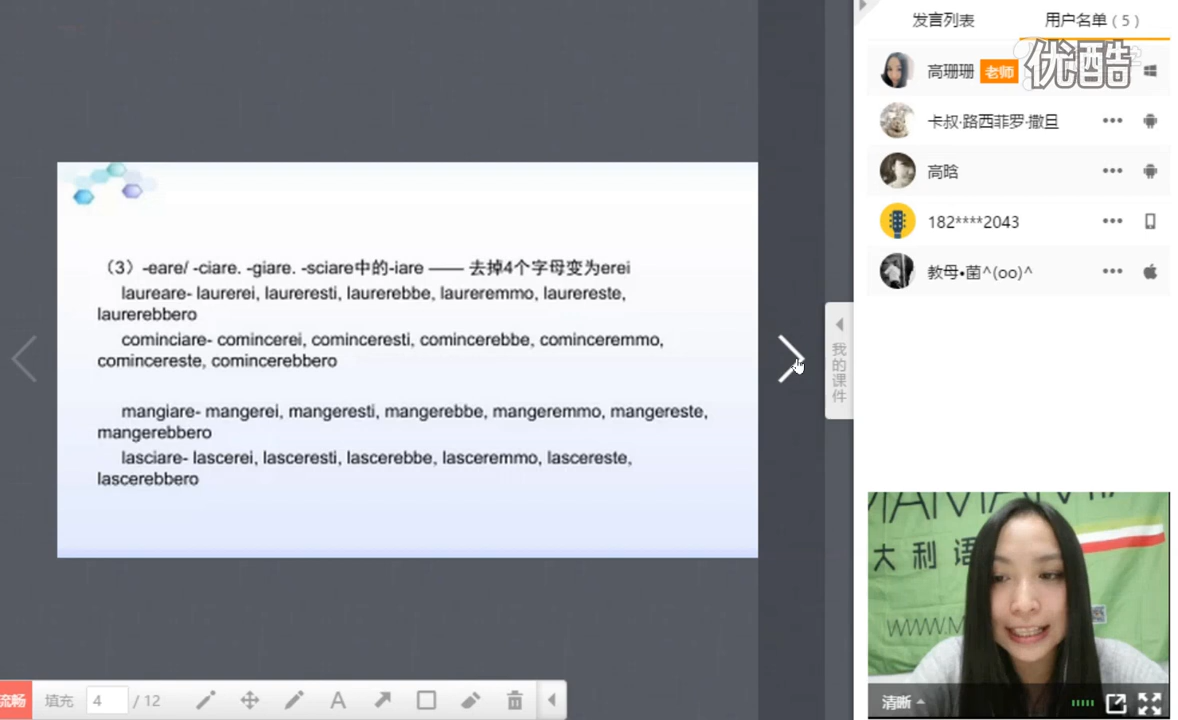 发言列表
用户名单（5）
高珊珊 老师
优酷
卡叔·路西菲罗·撒旦
高晗
182****2043
教母•菌^(oo)^
（3）-eare/ -ciare. -giare. -sciare中的-iare —— 去掉4个字母变为erei
laureare- laurerei, laureresti, laurerebbe, laureremmo, laurereste,
laurerebbero
cominciare- comincerei, cominceresti, comincerebbe, cominceremmo,
comincereste, comincerebbero
mangiare- mangerei, mangeresti, mangerebbe, mangeremmo, mangereste,
mangerebbero
lasciare- lascerei, lasceresti, lascerebbe, lasceremmo, lascereste,
lascerebbero
我的课件
大利语
WWW.M
清晰
流畅 填充 4 / 12
A